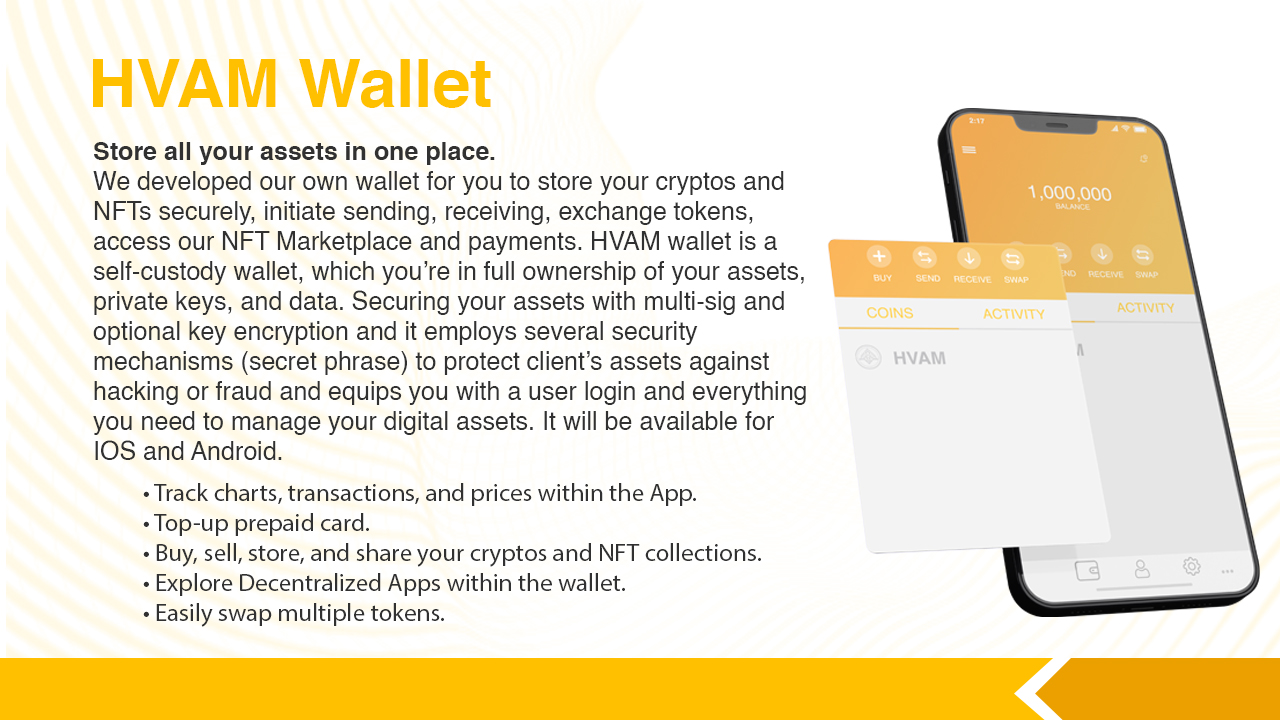 HVAM Wallet
Store all your assets in one place.
We developed our own wallet for you to store your cryptos and
NFTs securely, initiate sending, receiving, exchange tokens,
access our NFT Marketplace and payments. HVAM wallet is a
self-custody wallet, which you’re in full ownership of your assets,
private keys, and data. Securing your assets with multi-sig and
optional key encryption and it employs several security
mechanisms (secret phrase) to protect client’s assets against
hacking or fraud and equips you with a user login and everything
you need to manage your digital assets. It will be available for
IOS and Android.
• Track charts, transactions, and prices within the App.
• Top-up prepaid card.
• Buy, sell, store, and share your cryptos and NFT collections.
• Explore Decentralized Apps within the wallet.
• Easily swap multiple tokens.
2:17
1,000,000
BALANCE
END RECEIVE SWAP
ACTIVITY
M
BUY SEND RECEIVE SWAP
COINS ACTIVITY
HVAM